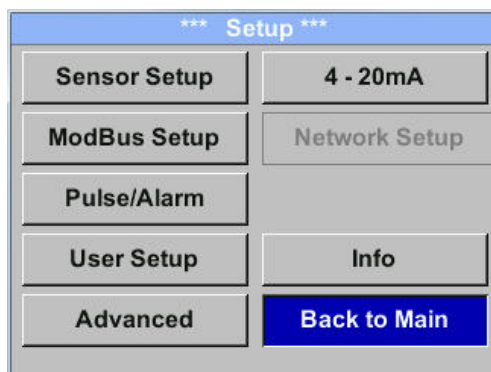 *** Setup ***
Sensor Setup
4 - 20mA
ModBus Setup
Network Setup
Pulse/Alarm
User Setup
Info
Advanced
Back to Main